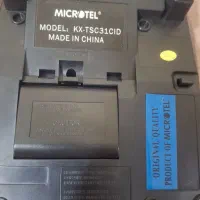 MICROTEL®
MODEL: KX-TSC31CID
MADE IN CHINA
ORIGINAL QUALITY
PRODUCT OF MICROTEL